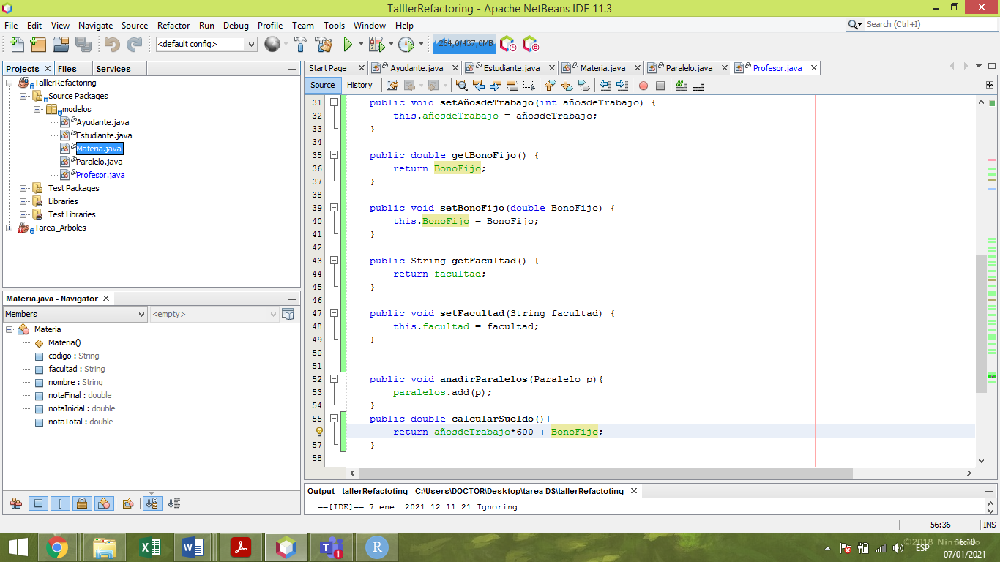 TalllerRefactoring - Apache NetBeans IDE 11.3
File Edit View Navigate Source Refactor Run Debug Profile Team Tools Window Help
Search (Ctrl+I)
<default config>
264,0/437,0MB
Projects
Files
Services
TalllerRefactoring
Source Packages
modelos
Ayudante.java
Estudiante.java
Materia.java
Paralelo.java
Profesor.java
Test Packages
Libraries
Test Libraries
Tarea_Arboles
Materia.java - Navigator
Members
<empty>
Materia
Materia()
codigo : String
facultad : String
nombre : String
notaFinal : double
notaInicial : double
notaTotal : double
Start Page Ayudante.java Estudiante.java Materia.java Paralelo.java Profesor.java
Source History
31 public void setAñosdeTrabajo(int añosdeTrabajo) {
32 this.añosdeTrabajo = añosdeTrabajo;
33 }
34
35 public double getBonoFijo() {
36 return BonoFijo;
37 }
38
39 public void setBonoFijo(double BonoFijo) {
40 this.BonoFijo = BonoFijo;
41 }
42
43 public String getFacultad() {
44 return facultad;
45 }
46
47 public void setFacultad(String facultad) {
48 this.facultad = facultad;
49 }
50
51
52 public void anadirParalelos(Paralelo p){
53 paralelos.add(p);
54 }
55 public double calcularSueldo(){
return añosdeTrabajo*600 + BonoFijo;
57 }
58
Output - tallerRefactoting - C:\Users\DOCTOR\Desktop\tarea DS\tallerRefactoting
==[IDE]== 7 ene. 2021 12:11:21 Ignoring...
56:36 INS
©2018 Nintendo
ESP
16:10
07/01/2021